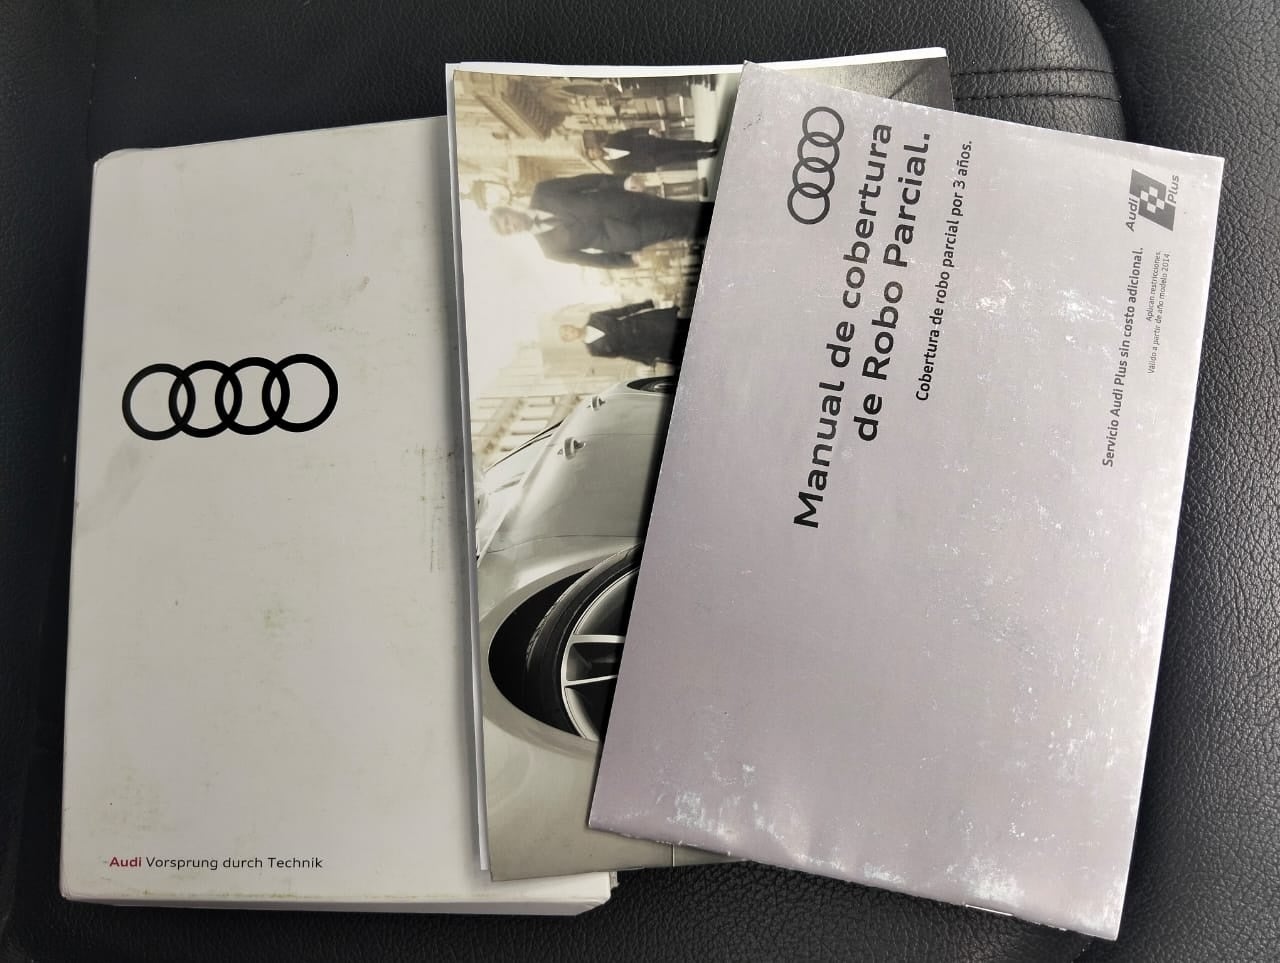 Audi Vorsprung durch Technik
Manual de cobertura
de Robo Parcial.
Cobertura de robo parcial por 3 años.
Servicio Audi Plus sin costo adicional.
Aplican restricciones.
Válido a partir de año modelo 2014.
Audi
Plus